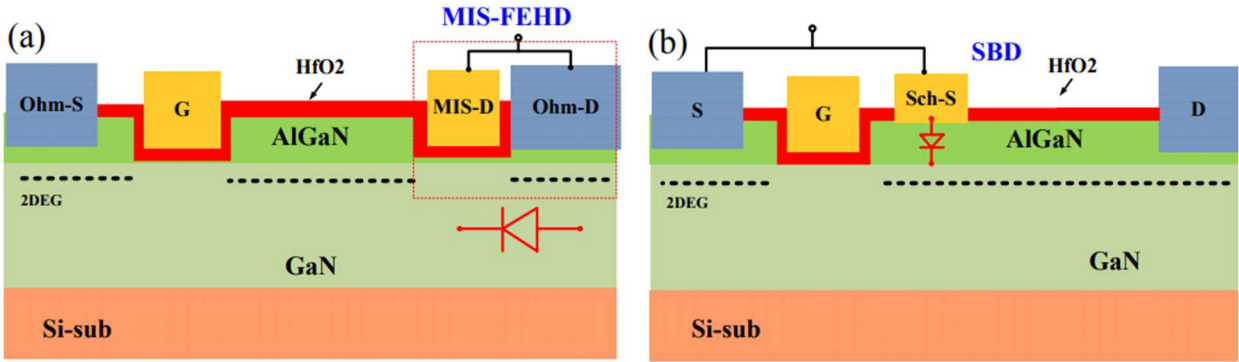 (a)
MIS-FEHD
HfO2
Ohm-S
G
MIS-D
Ohm-D
AlGaN
2DEG
GaN
Si-sub
(b)
SBD
HfO2
S
G
Sch-S
D
AlGaN
2DEG
GaN
Si-sub